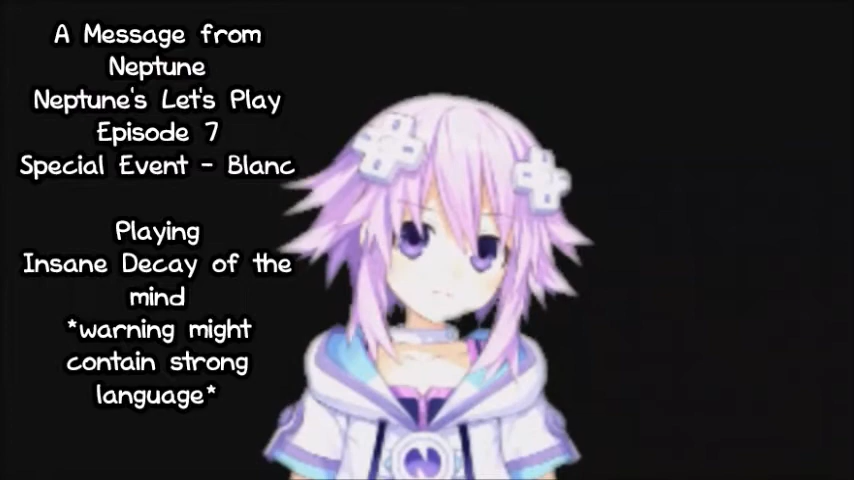 A Message from
Neptune
Neptune's Let's Play
Episode 7
Special Event - Blanc
Playing
Insane Decay of the
mind
*warning might
contain strong
language*
N